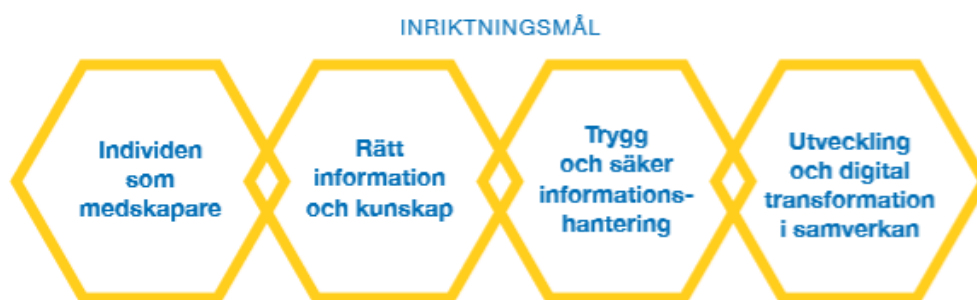 INRIKTNINGSMÅL
Individen
som
medskapare
Rätt
information
och kunskap
Trygg
och säker
informations-
hantering
Utveckling
och digital
transformation
i samverkan